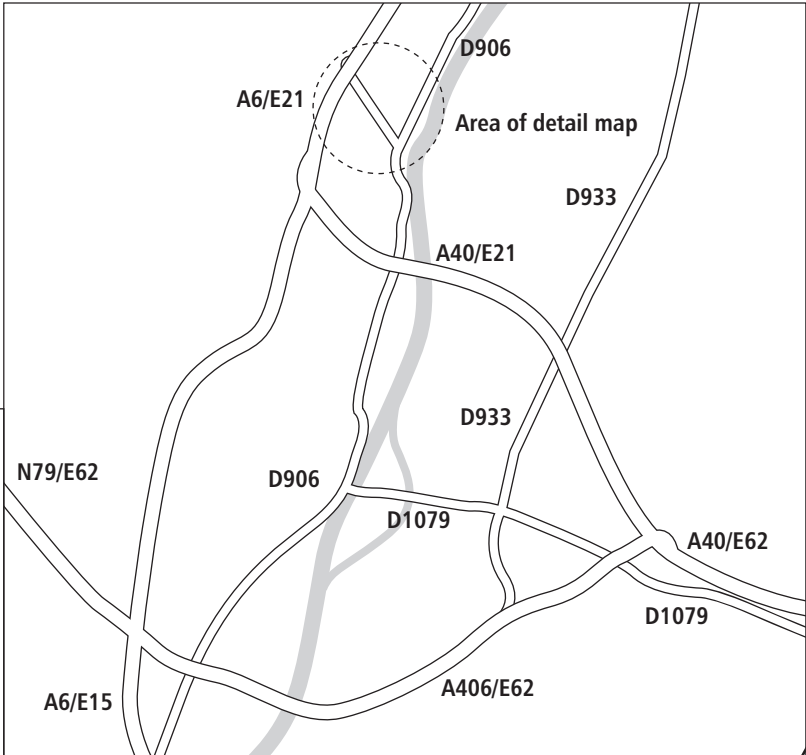 D906
A6/E21
Area of detail map
D933
A40/E21
D933
N79/E62
D906
D1079
A40/E62
D1079
A406/E62
A6/E15